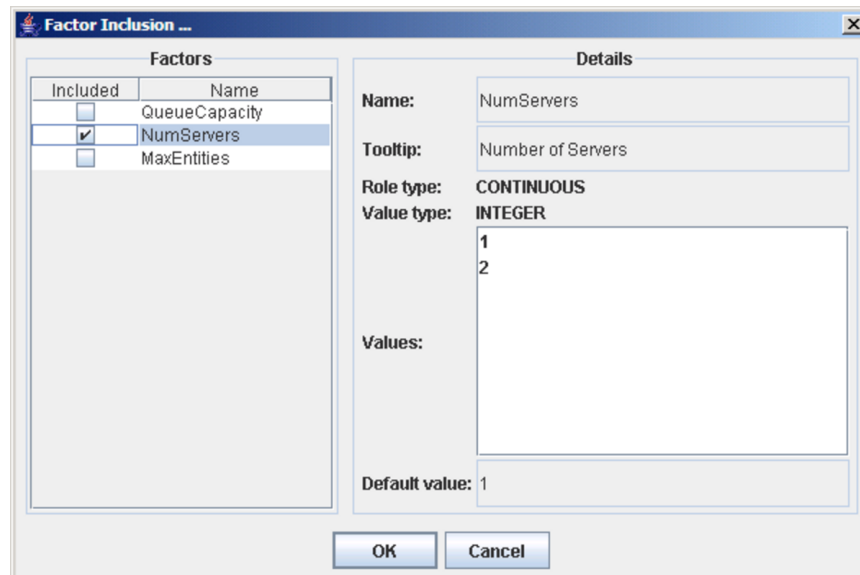 Factor Inclusion ...
Factors
Included Name
QueueCapacity
NumServers
MaxEntities
Details
Name: NumServers
Tooltip: Number of Servers
Role type: CONTINUOUS
Value type: INTEGER
1
2
Values:
Default value: 1
OK Cancel